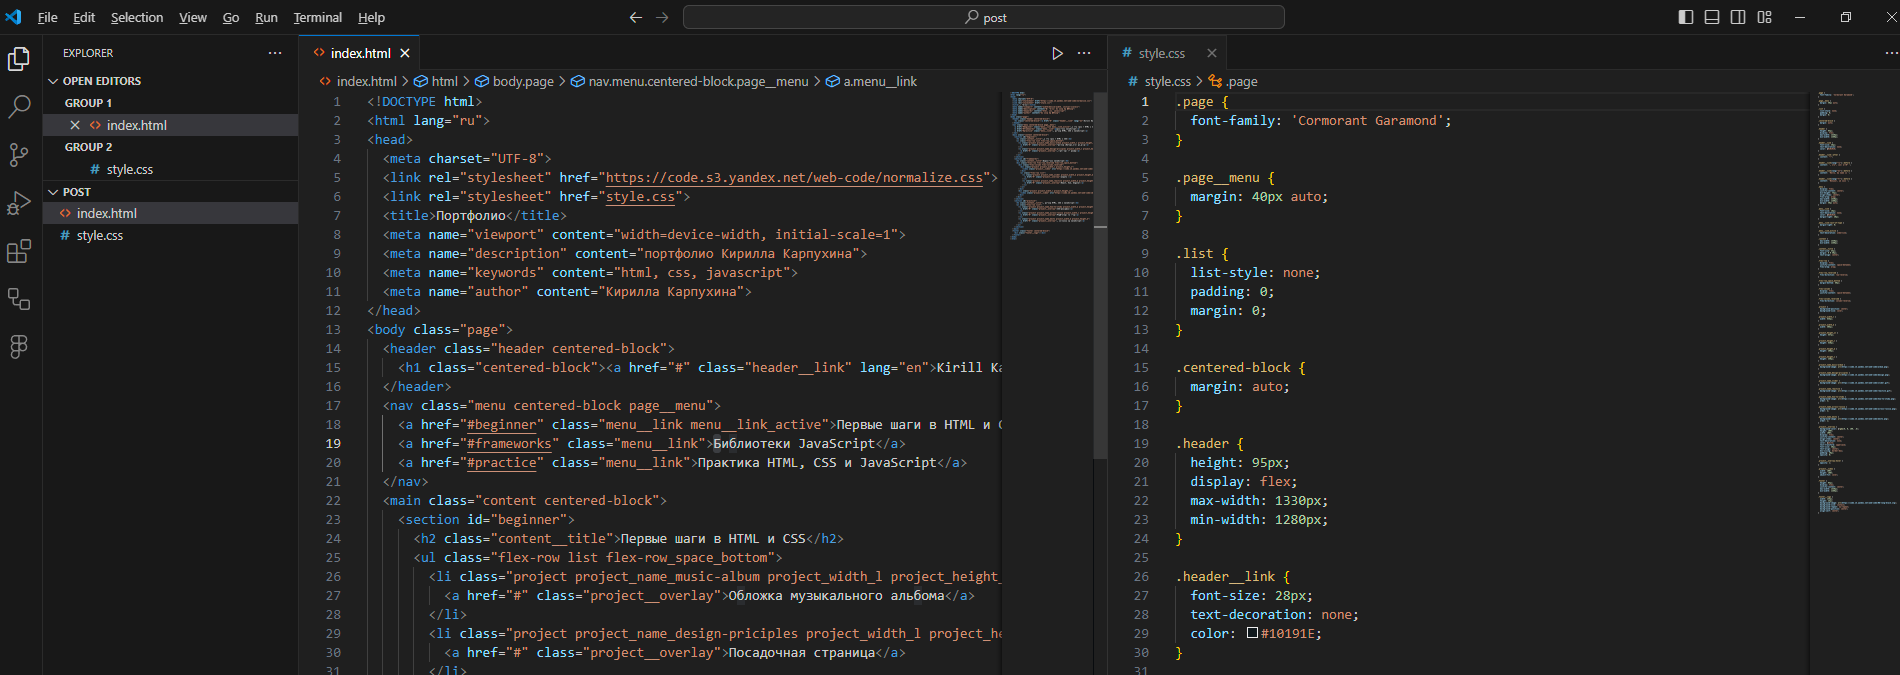 File Edit Selection View Go Run Terminal Help
post
EXPLORER
OPEN EDITORS
GROUP 1
index.html
GROUP 2
style.css
POST
index.html
style.css
index.html
index.html > html > body.page > nav.menu.centered-block.page__menu > a.menu__link
1 <!DOCTYPE html>
2 <html lang="ru">
3 <head>
4 <meta charset="UTF-8">
5 <link rel="stylesheet" href="https://code.s3.yandex.net/web-code/normalize.css">
6 <link rel="stylesheet" href="style.css">
7 <title>Портфолио</title>
8 <meta name="viewport" content="width=device-width, initial-scale=1">
9 <meta name="description" content="портфолио Кирилла Карпухина">
10 <meta name="keywords" content="html, css, javascript">
11 <meta name="author" content="Кирилла Карпухина">
12 </head>
13 <body class="page">
14 <header class="header centered-block">
15 <h1 class="centered-block"><a href="#" class="header__link" lang="en">Kirill Ka
16 </header>
17 <nav class="menu centered-block page__menu">
18 <a href="#beginner" class="menu__link menu__link_active">Первые шаги в HTML и C
19 <a href="#frameworks" class="menu__link">Библиотеки JavaScript</a>
20 <a href="#practice" class="menu__link">Практика HTML, CSS и JavaScript</a>
21 </nav>
22 <main class="content centered-block">
23 <section id="beginner">
24 <h2 class="content__title">Первые шаги в HTML и CSS</h2>
25 <ul class="flex-row list flex-row_space_bottom">
26 <li class="project project_name_music-album project_width_l project_height_
27 <a href="#" class="project__overlay">Обложка музыкального альбома</a>
28 </li>
29 <li class="project project_name_design-priciples project_width_l project_he
30 <a href="#" class="project__overlay">Посадочная страница</a>
31 </li>
style.css
style.css > .page
1 .page {
2 font-family: 'Cormorant Garamond';
3 }
4
5 .page__menu {
6 margin: 40px auto;
7 }
8
9 .list {
10 list-style: none;
11 padding: 0;
12 margin: 0;
13 }
14
15 .centered-block {
16 margin: auto;
17 }
18
19 .header {
20 height: 95px;
21 display: flex;
22 max-width: 1330px;
23 min-width: 1280px;
24 }
25
26 .header__link {
27 font-size: 28px;
28 text-decoration: none;
29 color: #10191E;
30 }
31